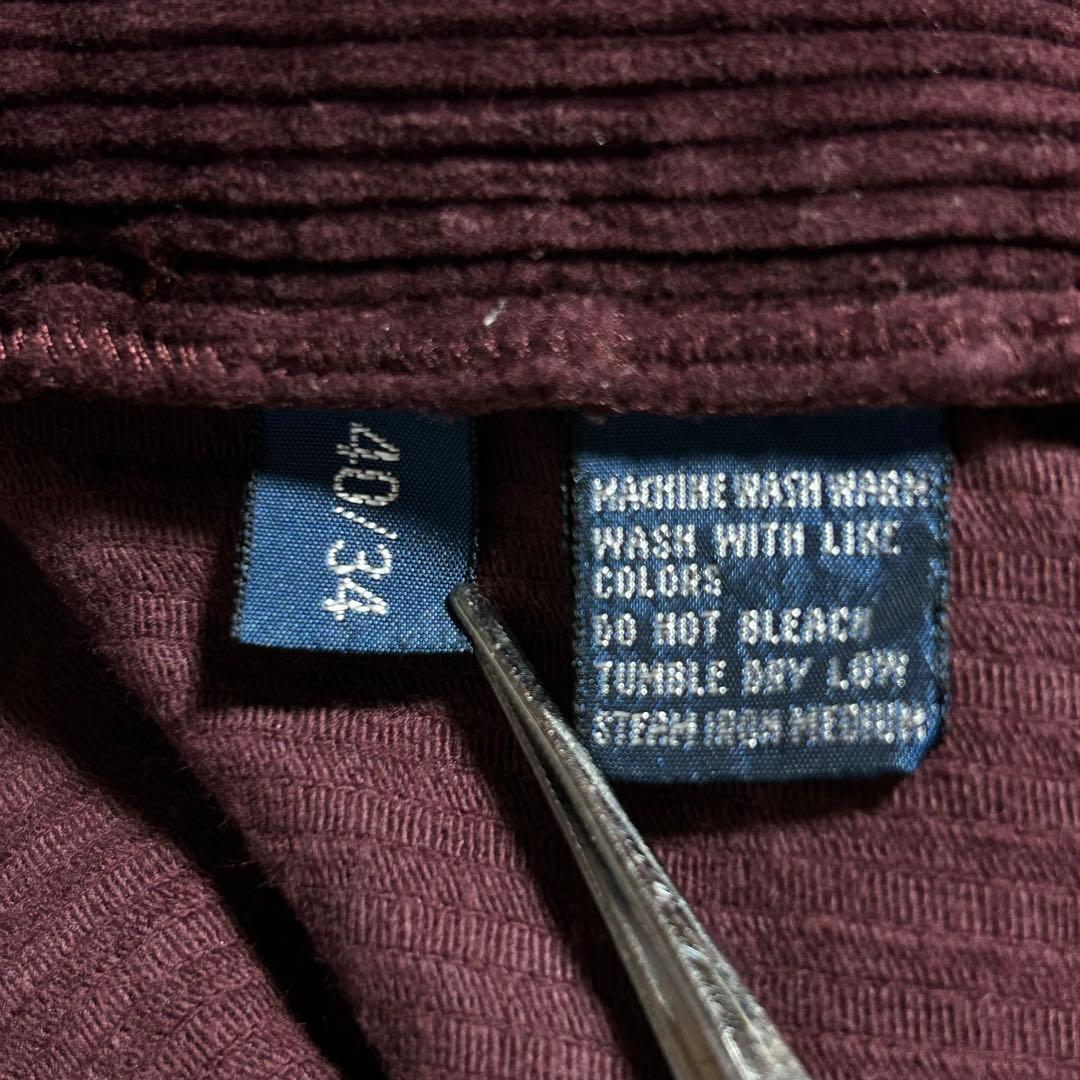 40/34
MACHINE WASH WARM
WASH WITH LIKE
COLORS
DO NOT BLEACH
TUMBLE DRY LOW
STEAM IRON MEDIUM